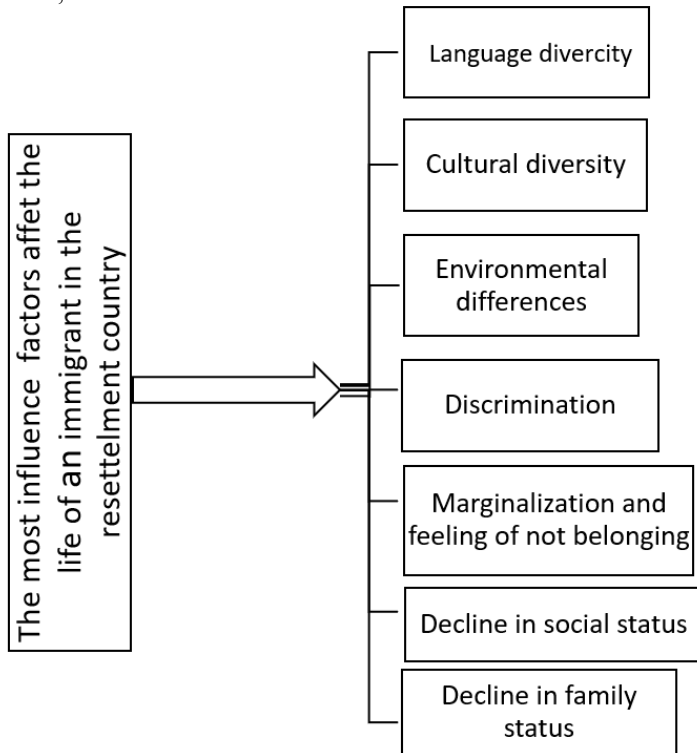 The most influence factors affet the
life of an immigrant in the
resettelment country
Language divercity
Cultural diversity
Environmental
differences
Discrimination
Marginalization and
feeling of not belonging
Decline in social status
Decline in family
status